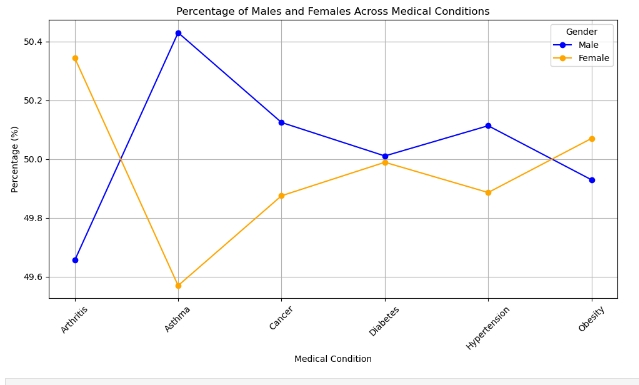 Percentage of Males and Females Across Medical Conditions
Gender
Male
Female
50.4
50.2
50.0
49.8
49.6
Percentage (%)
Arthritis
Asthma
Cancer
Diabetes
Hypertension
Obesity
Medical Condition